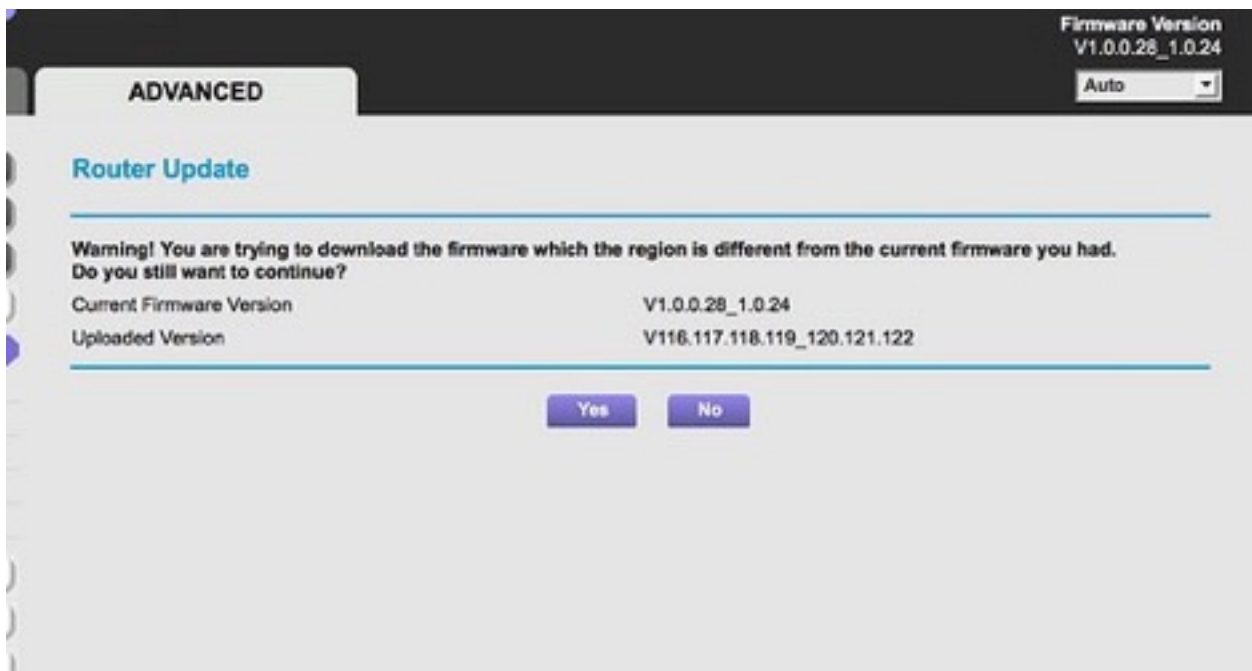 Firmware Version
V1.0.0.28_1.0.24
Auto
ADVANCED
Router Update
Warning! You are trying to download the firmware which the region is different from the current firmware you had.
Do you still want to continue?
Current Firmware Version V1.0.0.28_1.0.24
Uploaded Version V116.117.118.119_120.121.122
Yes No